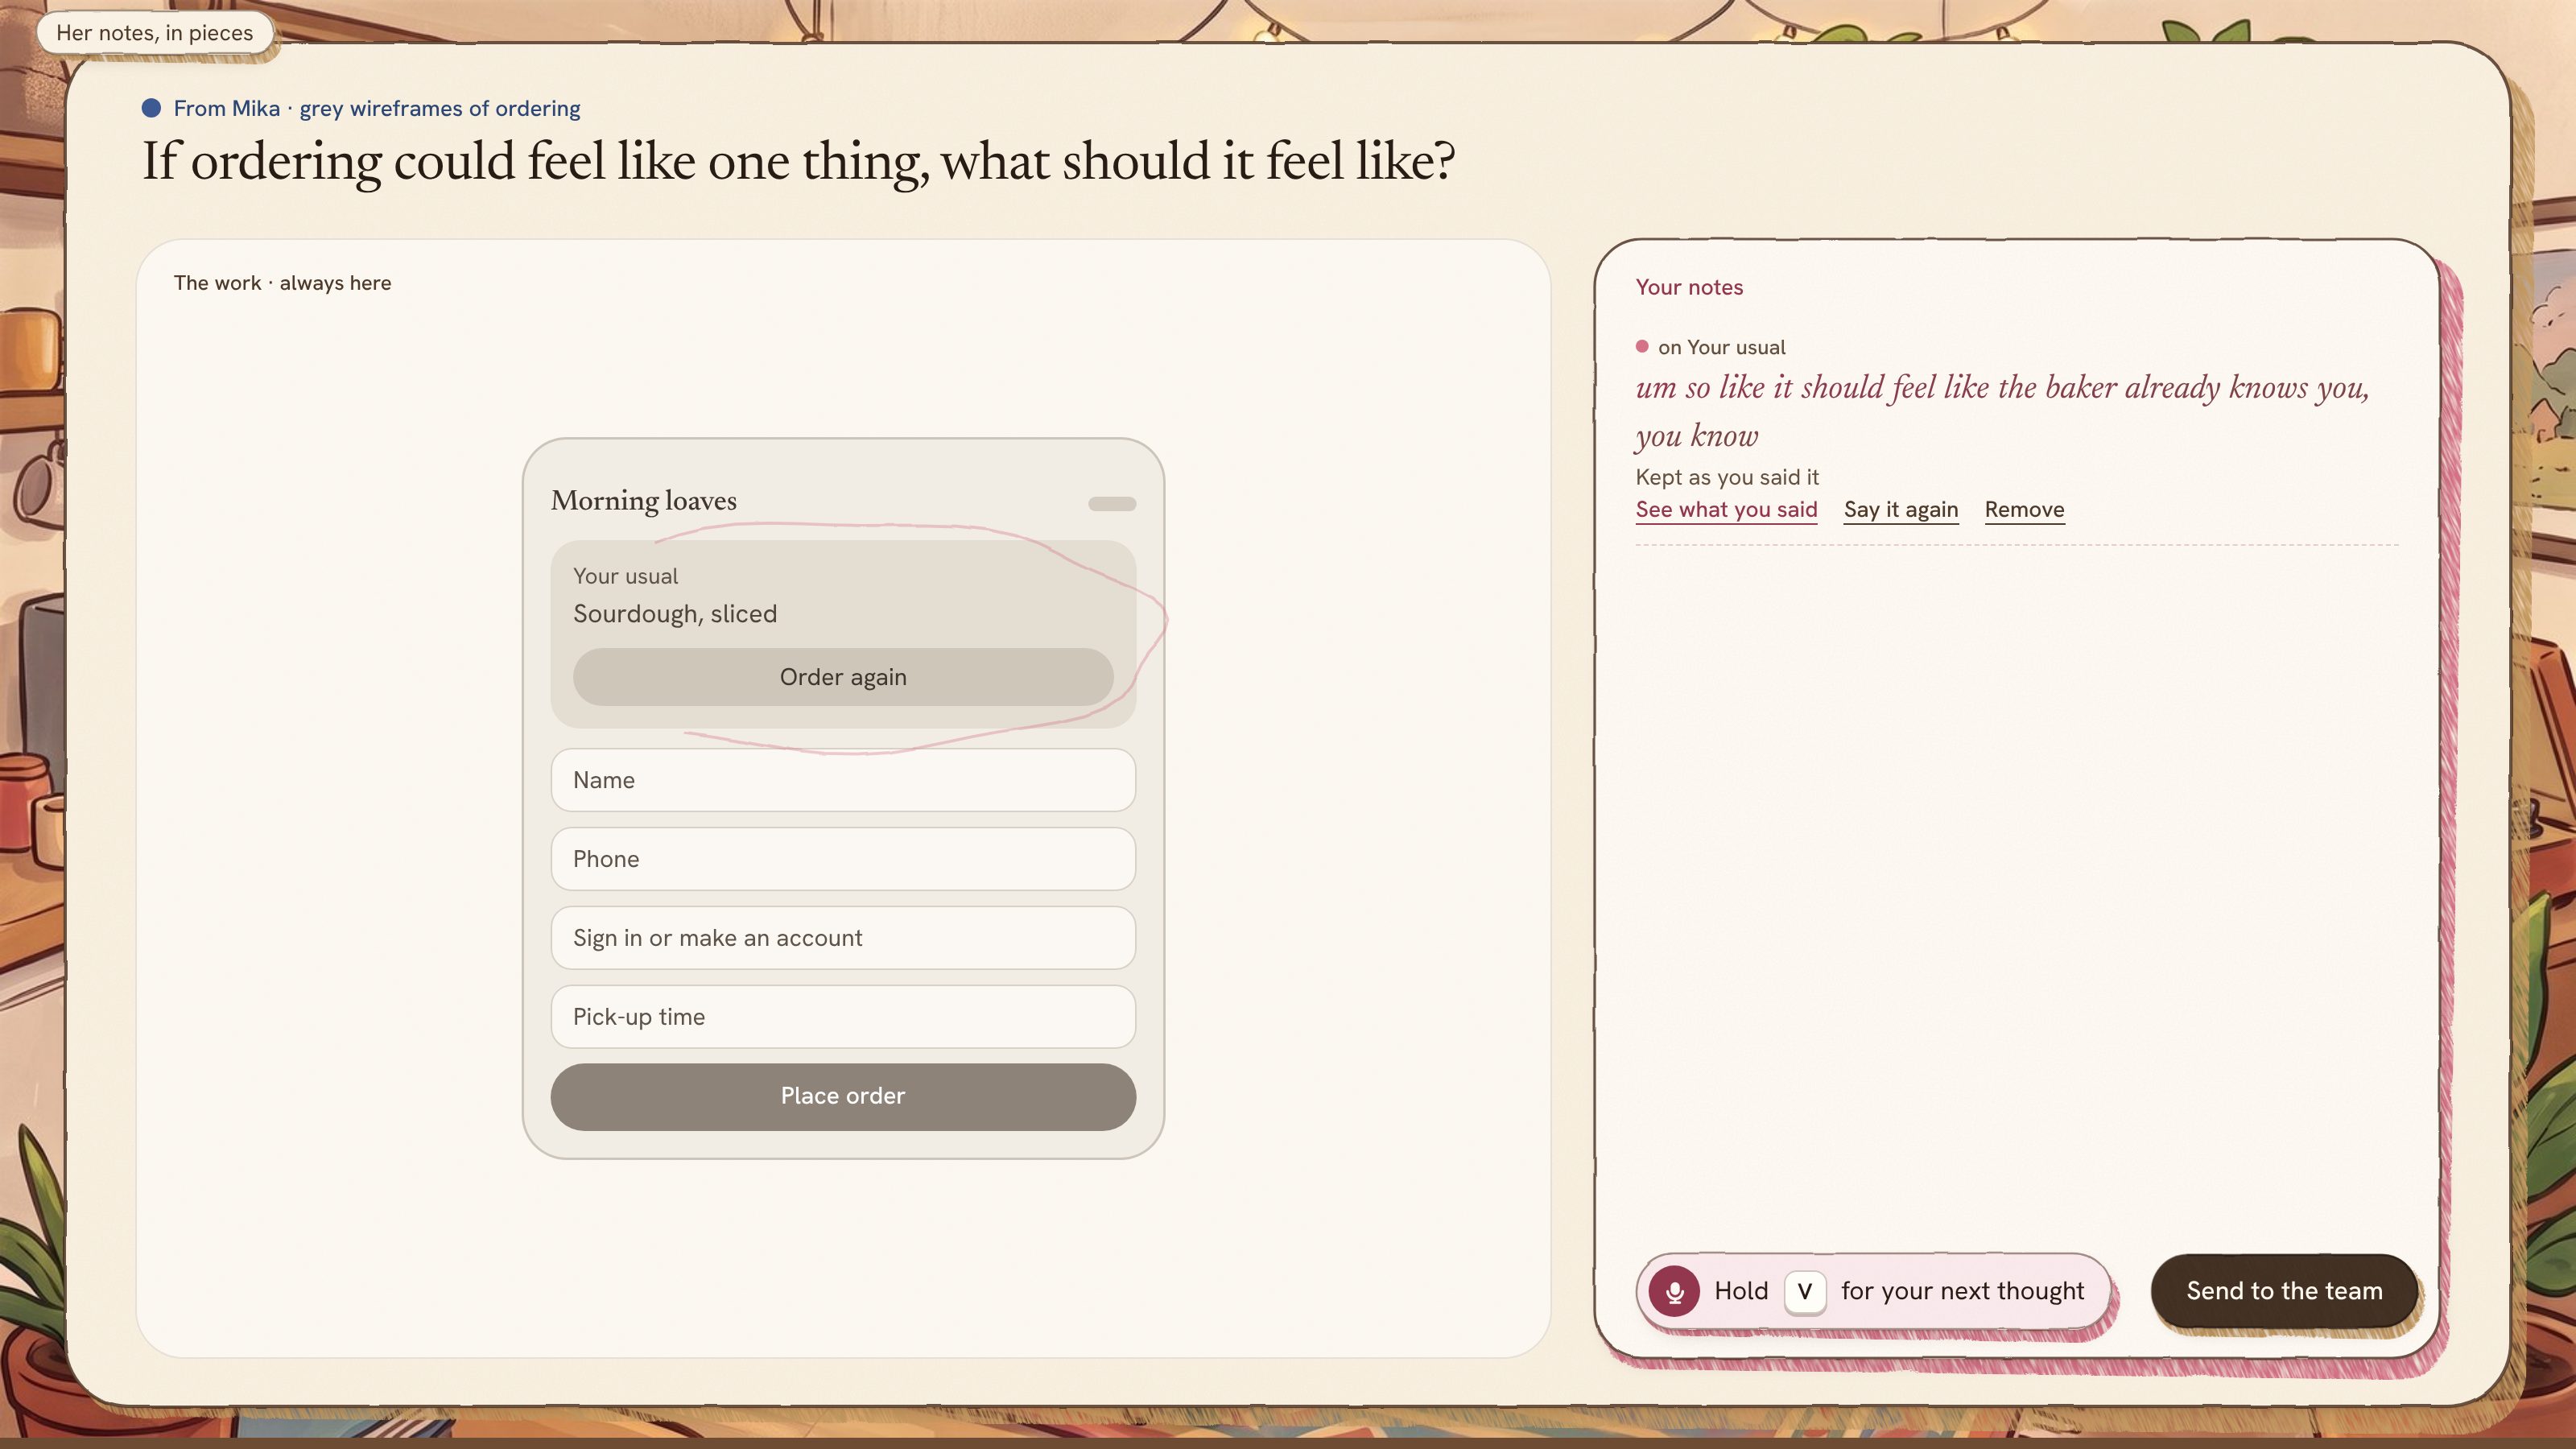 Her notes, in pieces
From Mika · grey wireframes of ordering
If ordering could feel like one thing, what should it feel like?
The work · always here
Morning loaves
Your usual
Sourdough, sliced
Order again
Name
Phone
Sign in or make an account
Pick-up time
Place order
Your notes
on Your usual
um so like it should feel like the baker already knows you,
you know
Kept as you said it
See what you said Say it again Remove
Hold V for your next thought
Send to the team